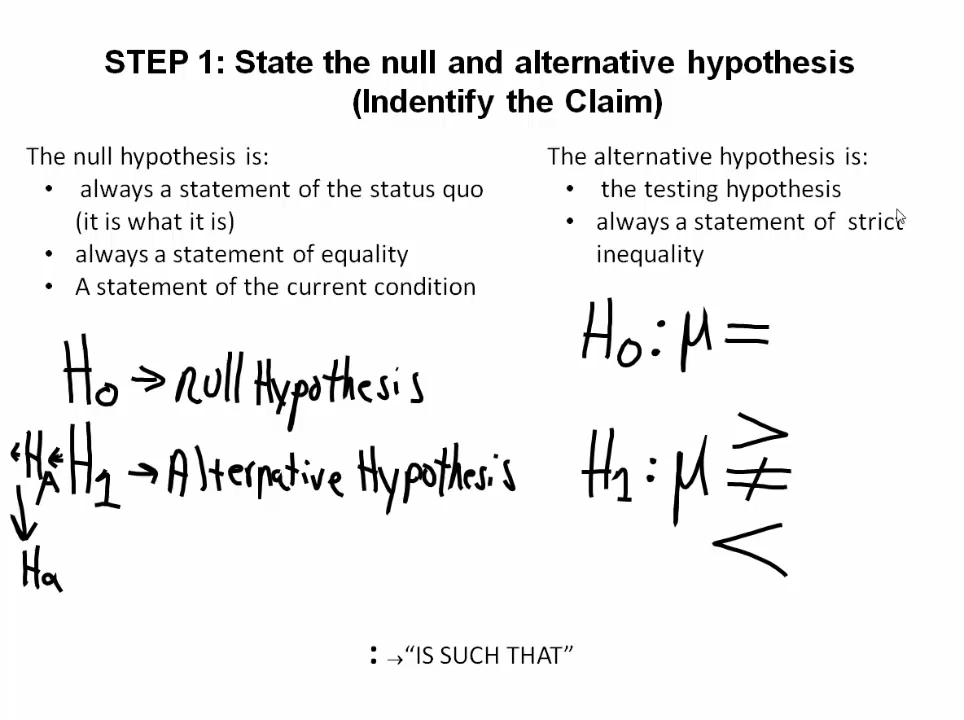 STEP 1: State the null and alternative hypothesis
(Indentify the Claim)
The null hypothesis is:
• always a statement of the status quo
(it is what it is)
• always a statement of equality
• A statement of the current condition
The alternative hypothesis is:
• the testing hypothesis
• always a statement of strict
inequality
H₀ → null Hypothesis
←H_A ← H₁ → Alternative Hypothesis
↓
Ha
H₀ : μ =
>
H₁ : μ ≠
<
: →“IS SUCH THAT”